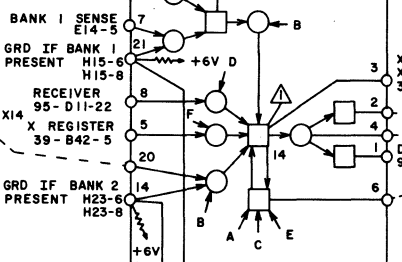 BANK 1 SENSE 7
E14-5
B
GRD IF BANK 1 21
PRESENT H15-6
H15-8
+6V D
3
RECEIVER 8
95-D11-22
1
2
X14
F
X REGISTER 5
39-B42-5
4
14
1
20
GRD IF BANK 2 14
PRESENT H23-6
H23-8
6
B
A C E
+6V